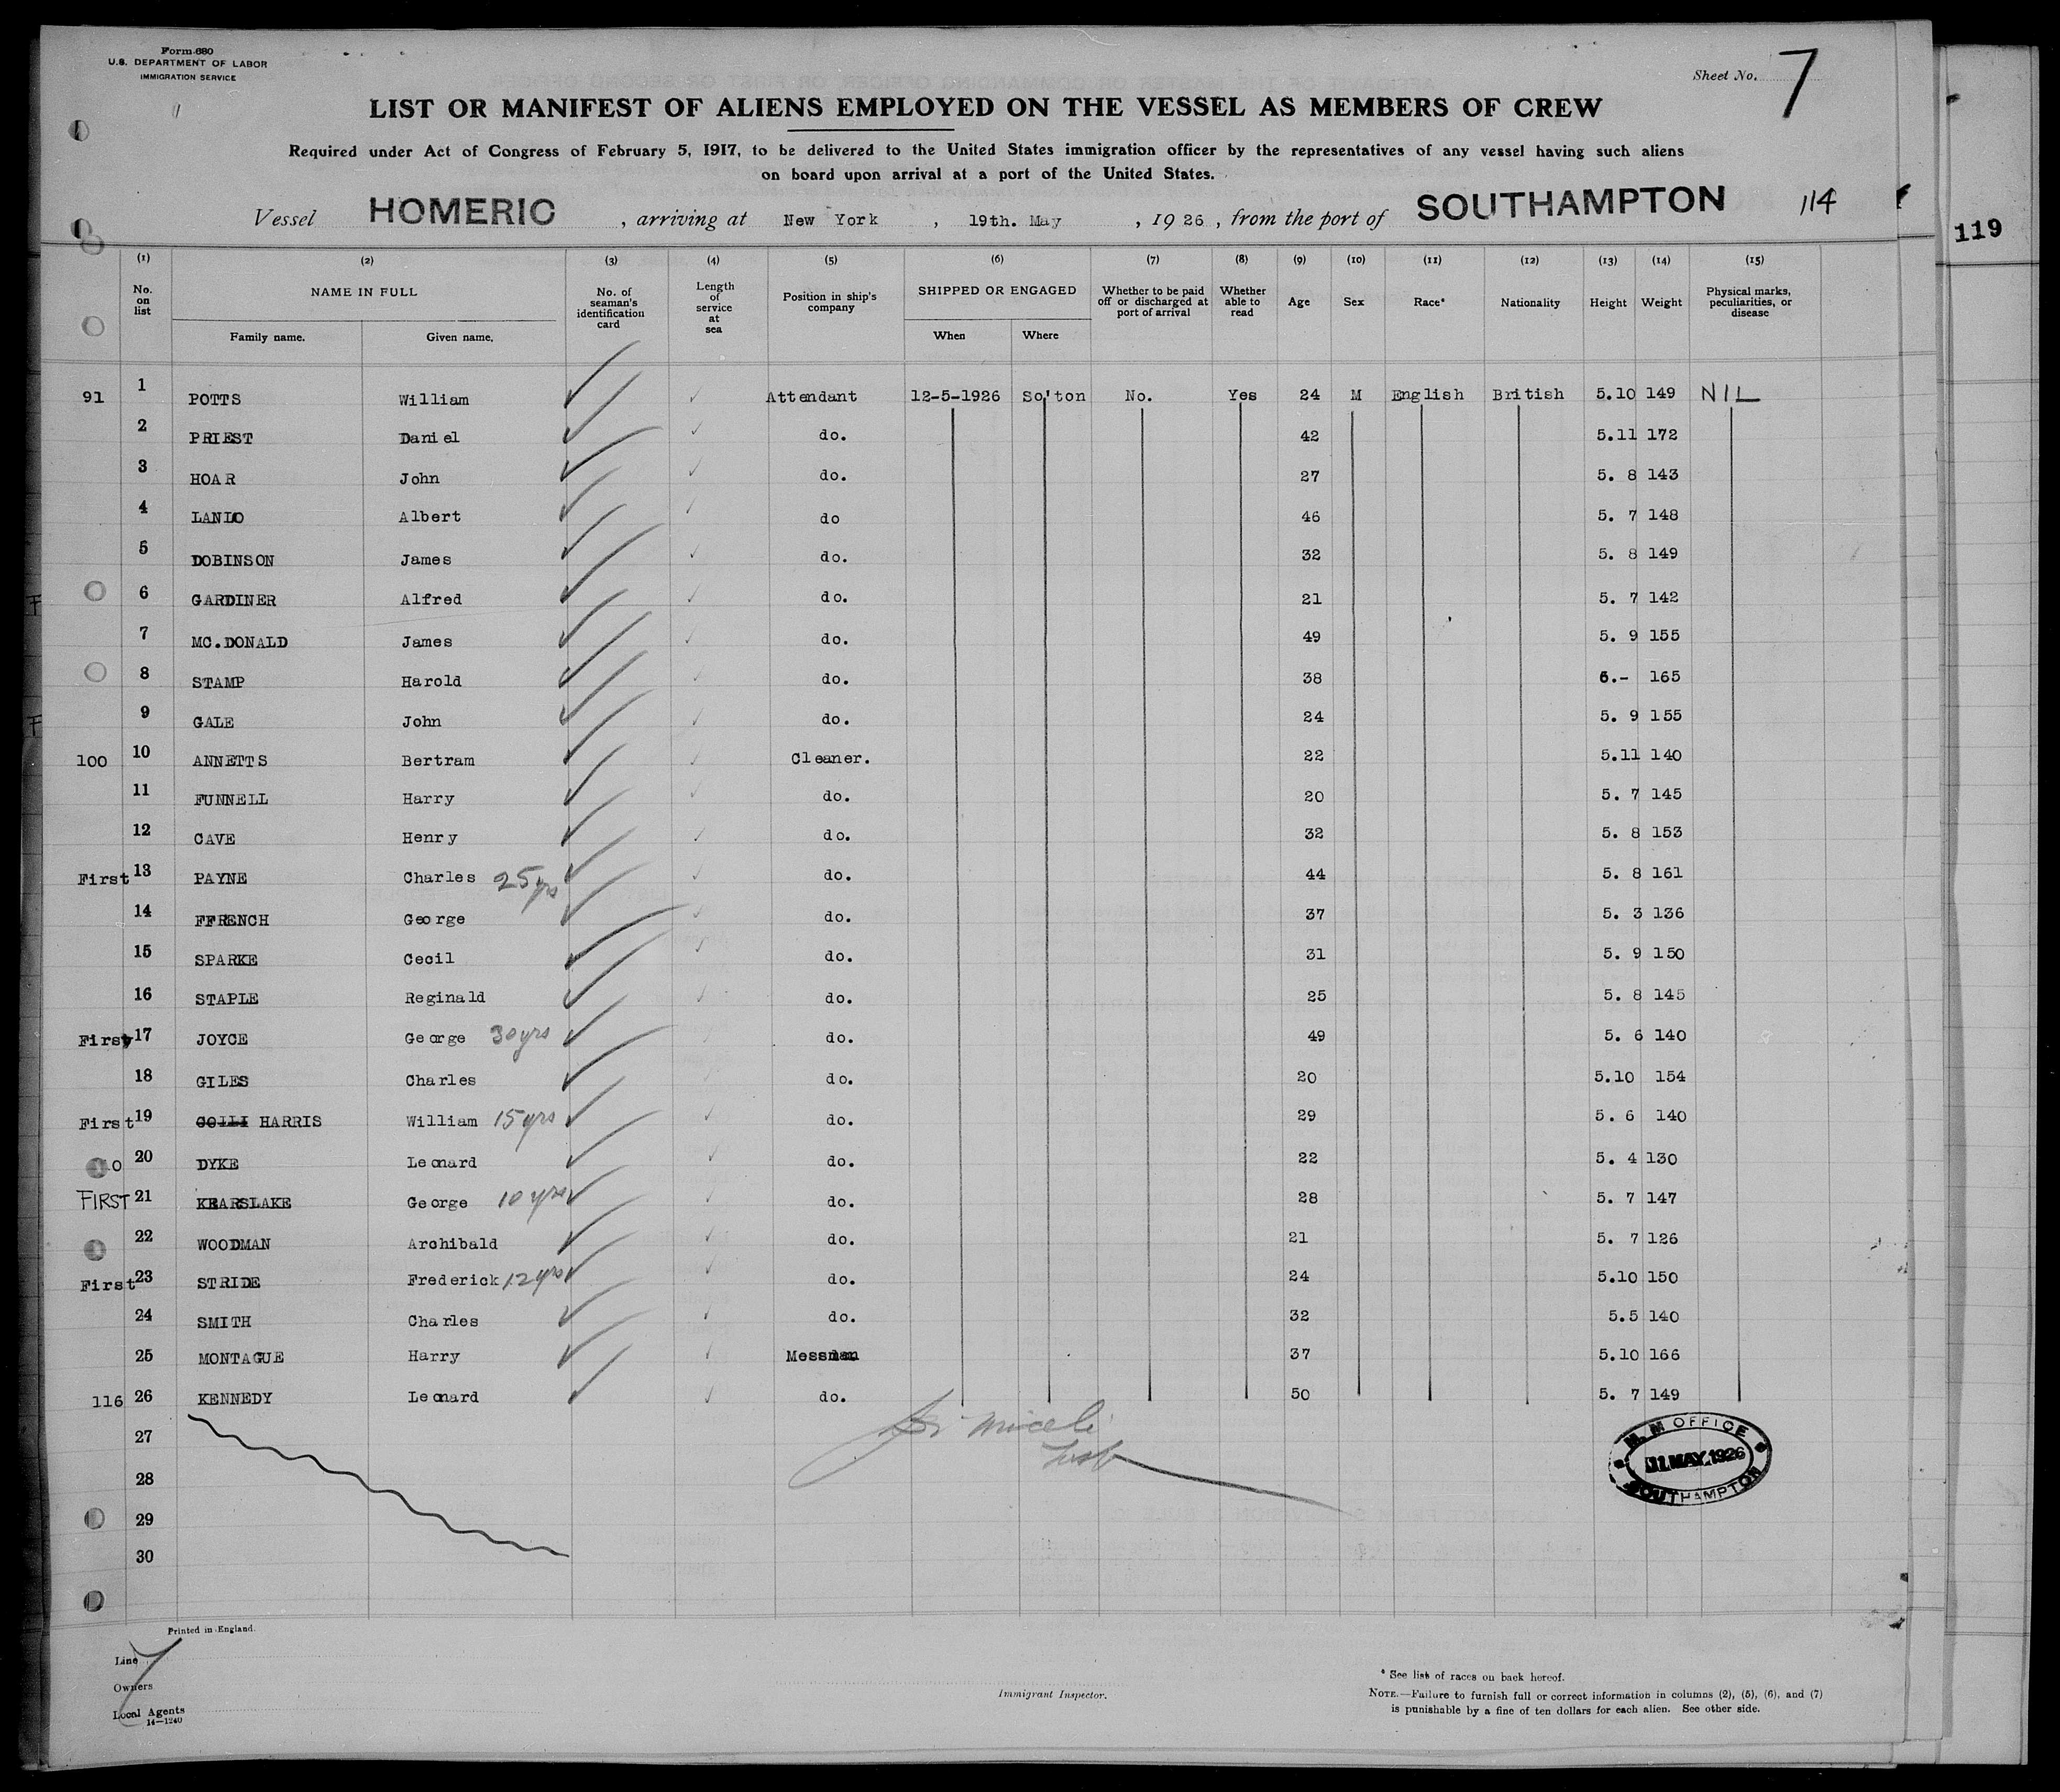 Form 680
U.S. DEPARTMENT OF LABOR
IMMIGRATION SERVICE
Sheet No. 7
LIST OR MANIFEST OF ALIENS EMPLOYED ON THE VESSEL AS MEMBERS OF CREW
Required under Act of Congress of February 5, 1917, to be delivered to the United States immigration officer by the representatives of any vessel having such aliens
on board upon arrival at a port of the United States.
Vessel HOMERIC, arriving at New York, 19th. May, 1926, from the port of SOUTHAMPTON 114
119
(1) (2) (3) (4) (5) (6) (7) (8) (9) (10) (11) (12) (13) (14) (15)
No. on list NAME IN FULL No. of seaman's identification card Length of service at sea Position in ship's company SHIPPED OR ENGAGED Whether to be paid off or discharged at port of arrival Whether able to read Age Sex Race* Nationality Height Weight Physical marks, peculiarities, or disease
Family name. Given name. When Where
91 1 POTTS William Attendant 12-5-1926 So'ton No. Yes 24 M English British 5.10 149 NIL
2 PRIEST Daniel do. 42 5.11 172
3 HOAR John do. 27 5. 8 143
4 Albert do 46 5. 7 148
5 DOBINSON James do. 32 5. 8 149
6 GARDINER Alfred do. 21 5. 7 142
7 MC.DONALD James do. 49 5. 9 155
8 STAMP Harold do. 38 6.- 165
9 GALE John do. 24 5. 9 155
100 10 ANNETTS Bertram Cleaner. 22 5.11 140
11 FUNNELL Harry do. 20 5. 7 145
12 CAVE Henry do. 32 5. 8 153
First 13 PAYNE Charles 25yrs do. 44 5. 8 161
14 FFRENCH George do. 37 5. 3 136
15 SPARKE Cecil do. 31 5. 9 150
16 STAPLE Reginald do. 25 5. 8 145
First 17 JOYCE George 30yrs do. 49 5. 6 140
18 GILES Charles do. 20 5.10 154
First 19 HARRIS William 15yrs do. 29 5. 6 140
20 DYKE Leonard do. 22 5. 4 130
FIRST 21 KEARSLAKE George 10yrs do. 28 5. 7 147
22 WOODMAN Archibald do. 21 5. 7 126
First 23 STRIDE Frederick 12yrs do. 24 5.10 150
24 SMITH Charles do. 32 5.5 140
25 MONTAGUE Harry Messman 37 5.10 166
116 26 KENNEDY Leonard do. 50 5. 7 149
27
28
29
30
M.M OFFICE
MAY.1926
SOUTHAMPTON
Printed in England.
Line
Owners
Local Agents
14—1240
Immigrant Inspector.
* See list of races on back hereof.
NOTE.—Failure to furnish full or correct information in columns (2), (5), (6), and (7)
is punishable by a fine of ten dollars for each alien. See other side.